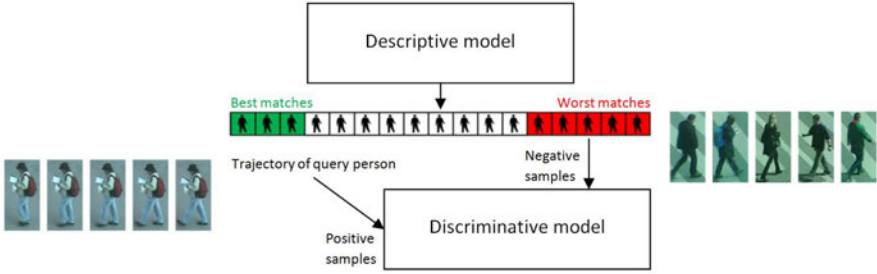 Descriptive model
Best matches
Worst matches
Trajectory of query person
Negative
samples
Positive
samples
Discriminative model